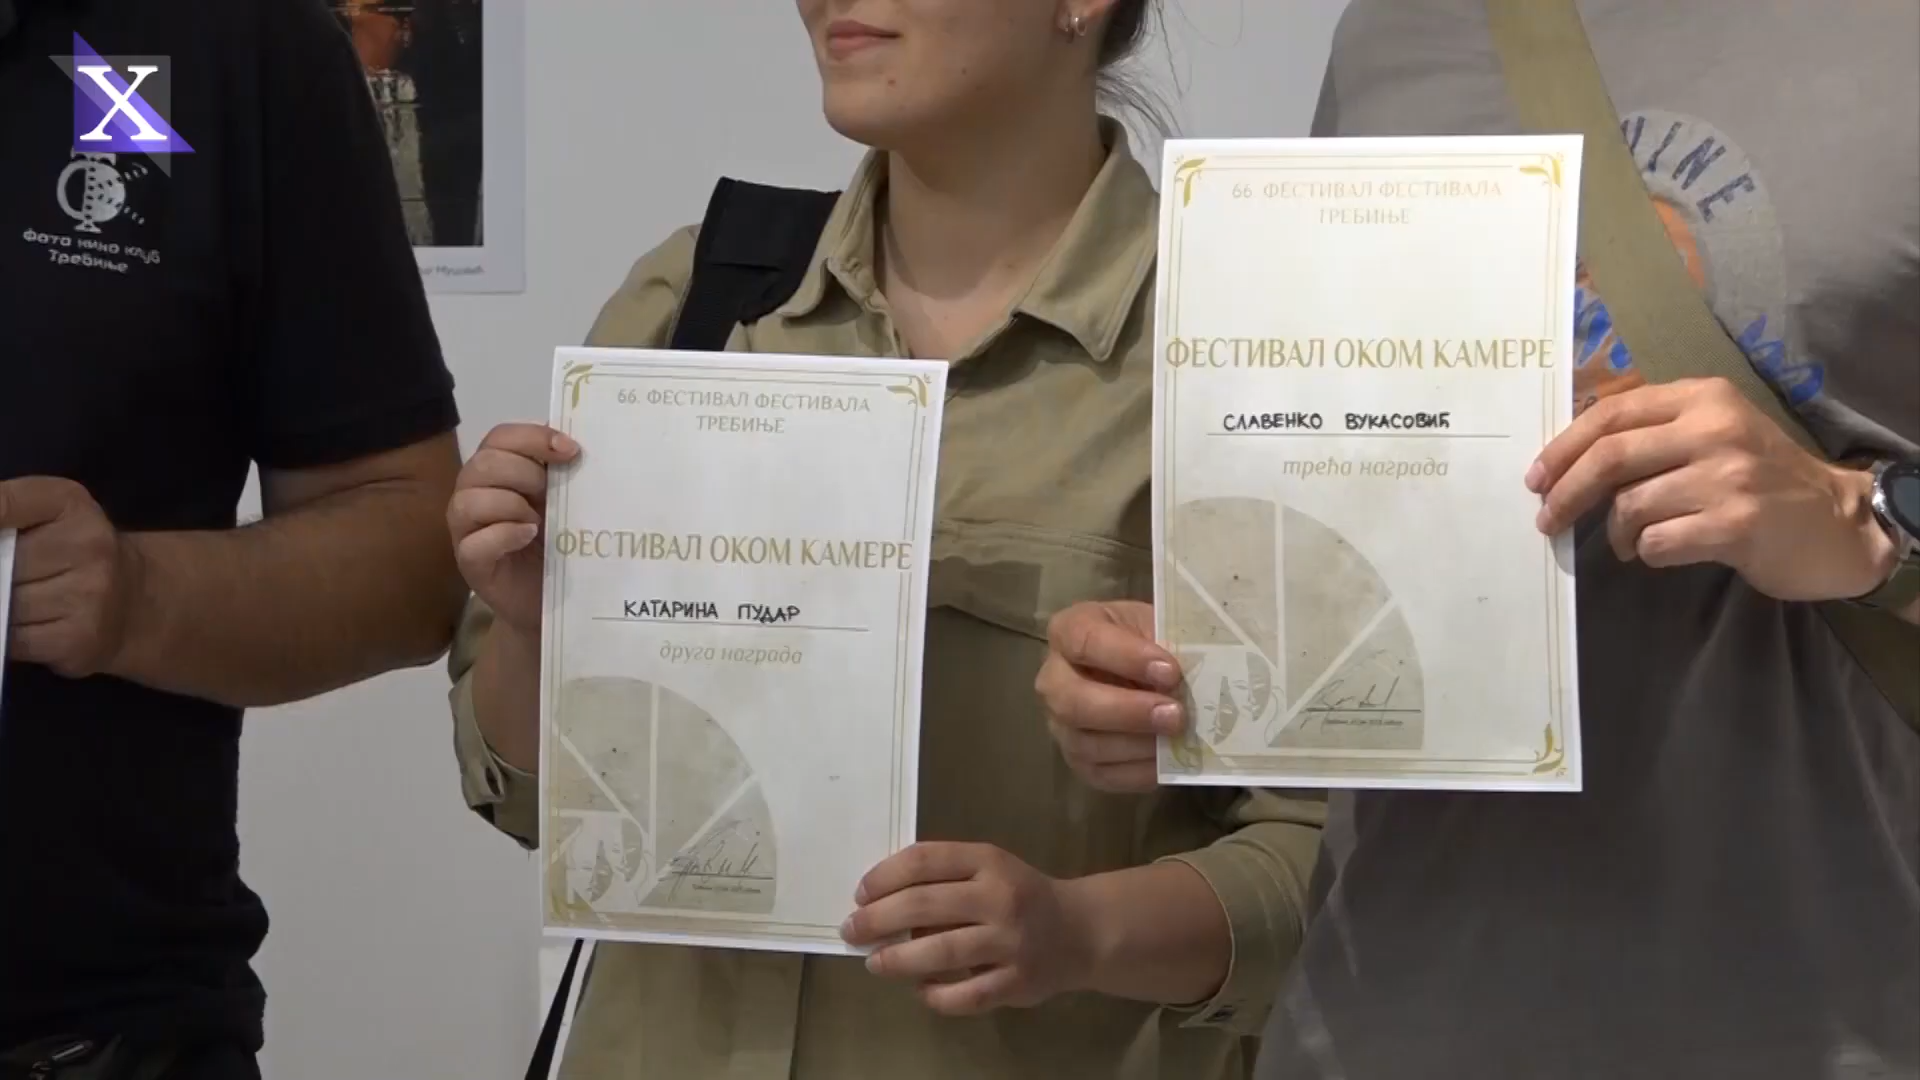 X
Фото кино клуб
Требиње
66. ФЕСТИВАЛ ФЕСТИВАЛА
ТРЕБИЊЕ
ФЕСТИВАЛ ОКОМ КАМЕРЕ
КАТАРИНА ПУДАР
друга награда
66. ФЕСТИВАЛ ФЕСТИВАЛА
ТРЕБИЊЕ
ФЕСТИВАЛ ОКОМ КАМЕРЕ
СЛАВЕНКО ВУКАСОВИЋ
трећа награда